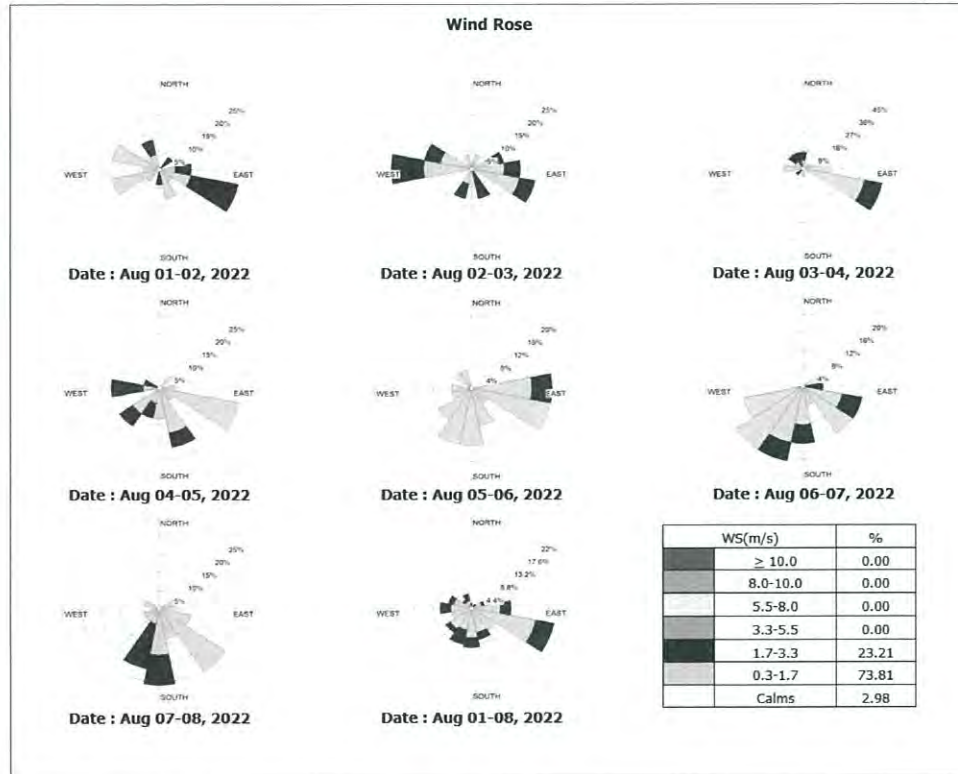 Wind Rose
NORTH
25%
20%
15%
10%
5%
WEST
EAST
SOUTH
Date : Aug 01-02, 2022
NORTH
25%
20%
15%
10%
5%
WEST
EAST
SOUTH
Date : Aug 02-03, 2022
NORTH
45%
36%
27%
18%
9%
WEST
EAST
SOUTH
Date : Aug 03-04, 2022
NORTH
25%
20%
15%
10%
5%
WEST
EAST
SOUTH
Date : Aug 04-05, 2022
NORTH
20%
16%
12%
8%
4%
WEST
EAST
SOUTH
Date : Aug 05-06, 2022
NORTH
20%
16%
12%
8%
4%
WEST
EAST
SOUTH
Date : Aug 06-07, 2022
NORTH
25%
20%
15%
10%
5%
WEST
EAST
SOUTH
Date : Aug 07-08, 2022
NORTH
22%
17.6%
13.2%
8.8%
4.4%
WEST
EAST
SOUTH
Date : Aug 01-08, 2022
WS(m/s) %
≥ 10.0 0.00
8.0-10.0 0.00
5.5-8.0 0.00
3.3-5.5 0.00
1.7-3.3 23.21
0.3-1.7 73.81
Calms 2.98